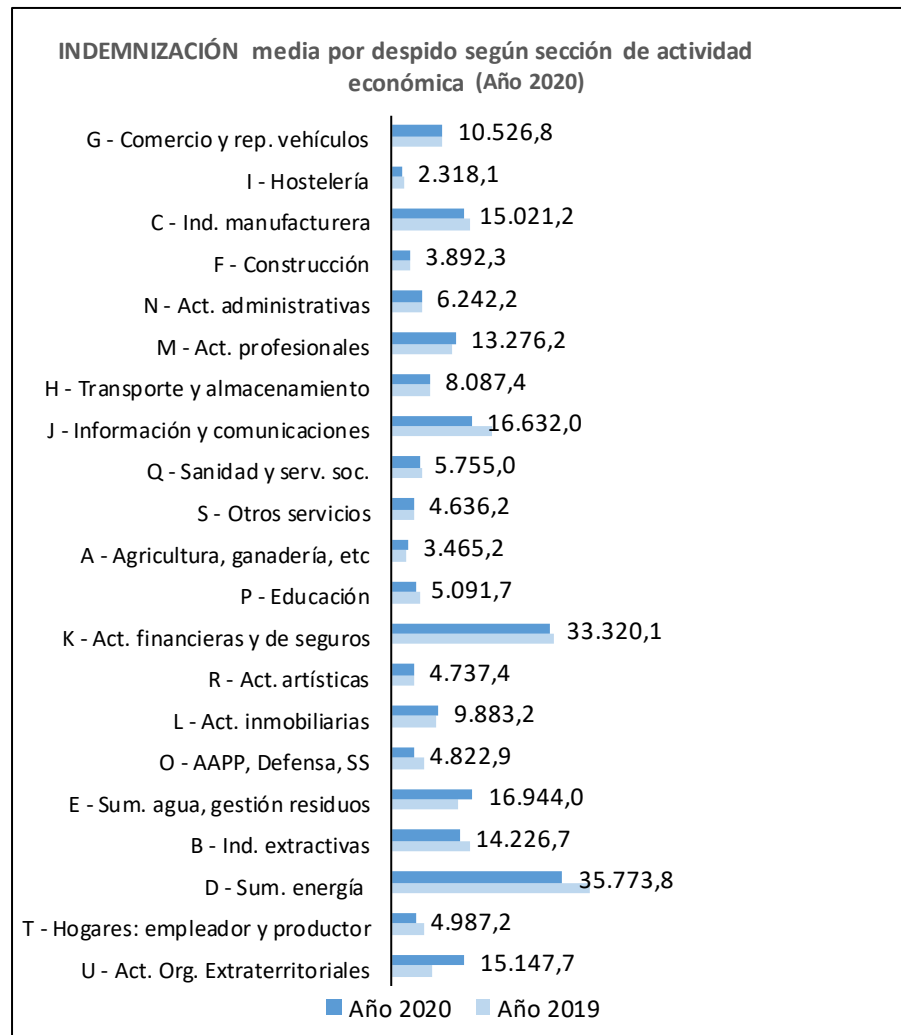 INDEMNIZACIÓN media por despido según sección de actividad
económica (Año 2020)
G - Comercio y rep. vehículos 10.526,8
I - Hostelería 2.318,1
C - Ind. manufacturera 15.021,2
F - Construcción 3.892,3
N - Act. administrativas 6.242,2
M - Act. profesionales 13.276,2
H - Transporte y almacenamiento 8.087,4
J - Información y comunicaciones 16.632,0
Q - Sanidad y serv. soc. 5.755,0
S - Otros servicios 4.636,2
A - Agricultura, ganadería, etc 3.465,2
P - Educación 5.091,7
K - Act. financieras y de seguros 33.320,1
R - Act. artísticas 4.737,4
L - Act. inmobiliarias 9.883,2
O - AAPP, Defensa, SS 4.822,9
E - Sum. agua, gestión residuos 16.944,0
B - Ind. extractivas 14.226,7
D - Sum. energía 35.773,8
T - Hogares: empleador y productor 4.987,2
U - Act. Org. Extraterritoriales 15.147,7
Año 2020 Año 2019